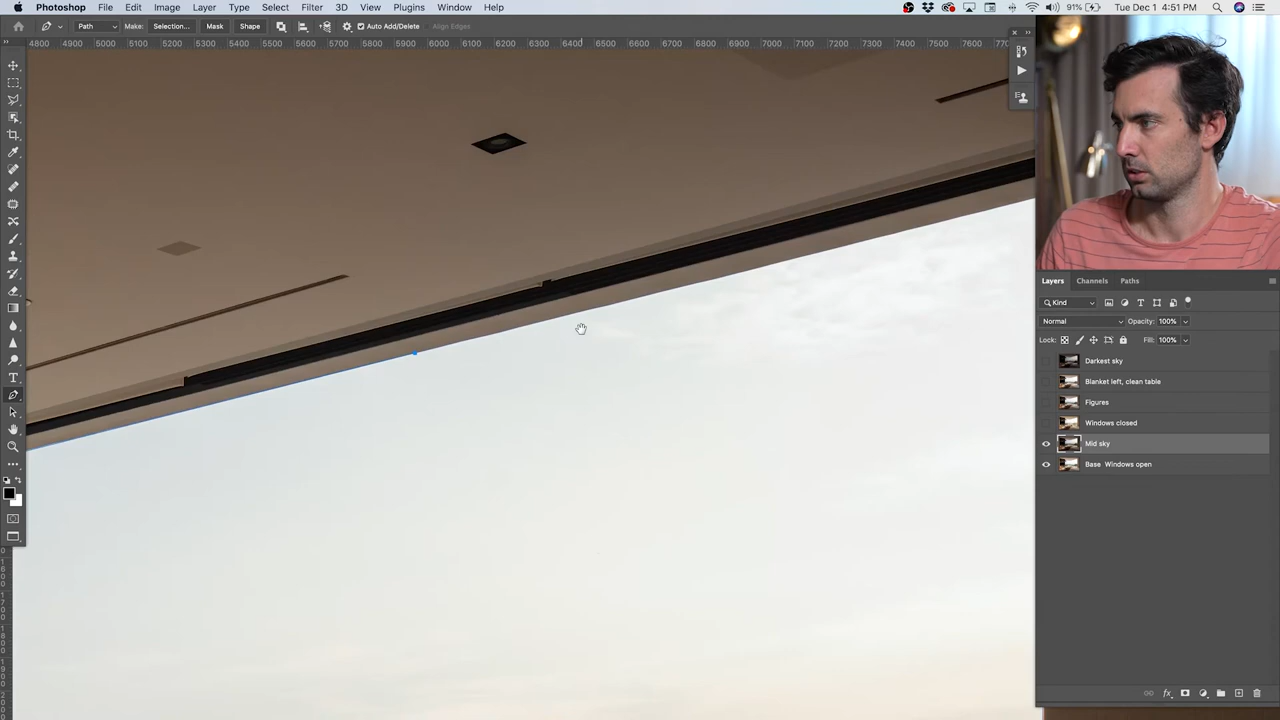 Photoshop File Edit Image Layer Type Select Filter 3D View Plugins Window Help 91% Tue Dec 1 4:51 PM
Path Make: Selection... Mask Shape Auto Add/Delete Align Edges
4800 4900 5000 5100 5200 5300 5400 5500 5600 5700 5800 5900 6000 6100 6200 6300 6400 6500 6600 6700 6800 6900 7000 7100 7200 7300 7400 7500 7600
Layers Channels Paths
Kind
Normal Opacity: 100%
Lock: Fill: 100%
Darkest sky
Blanket left, clean table
Figures
Windows closed
Mid sky
Base Windows open